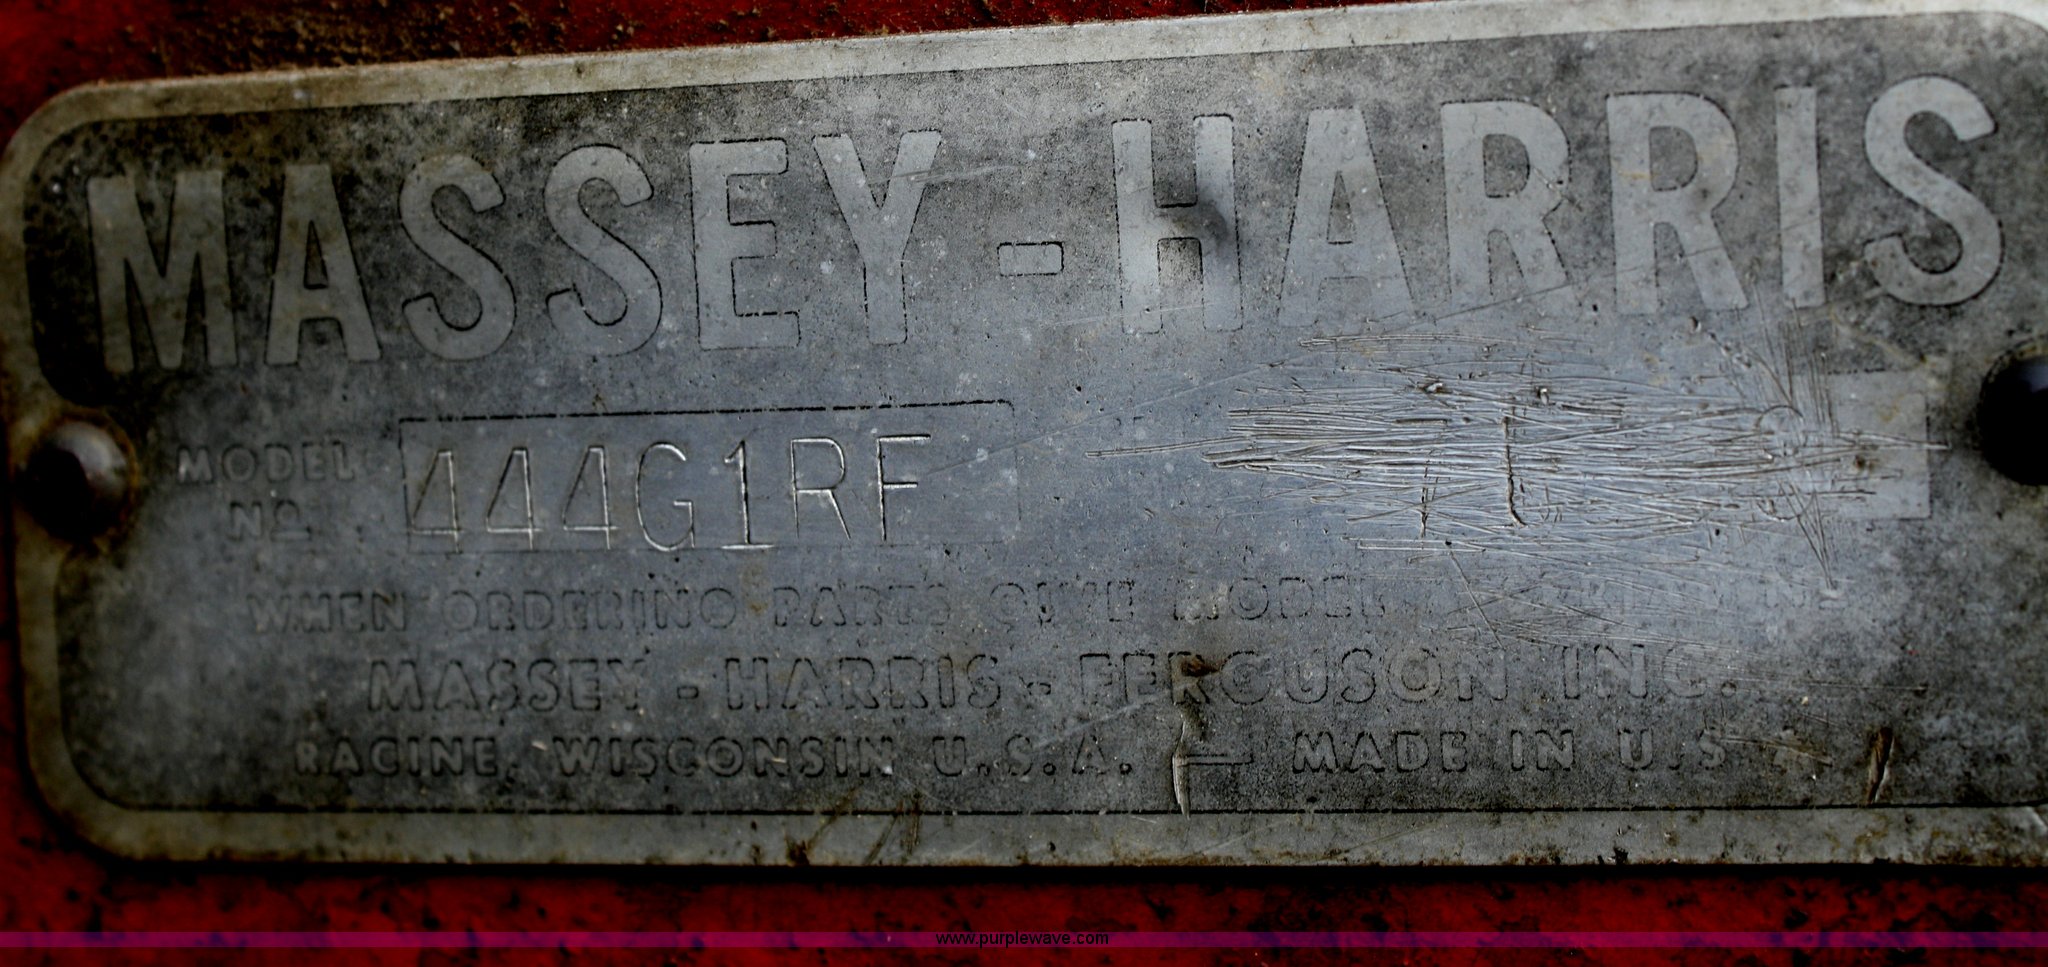 MASSEY-HARRIS
MODEL
No 444G1RF
WHEN ORDERING PARTS GIVE MODEL
MASSEY-HARRIS-FERGUSON INC.
RACINE, WISCONSIN U.S.A. — MADE IN U.S.A.
www.purplewave.com